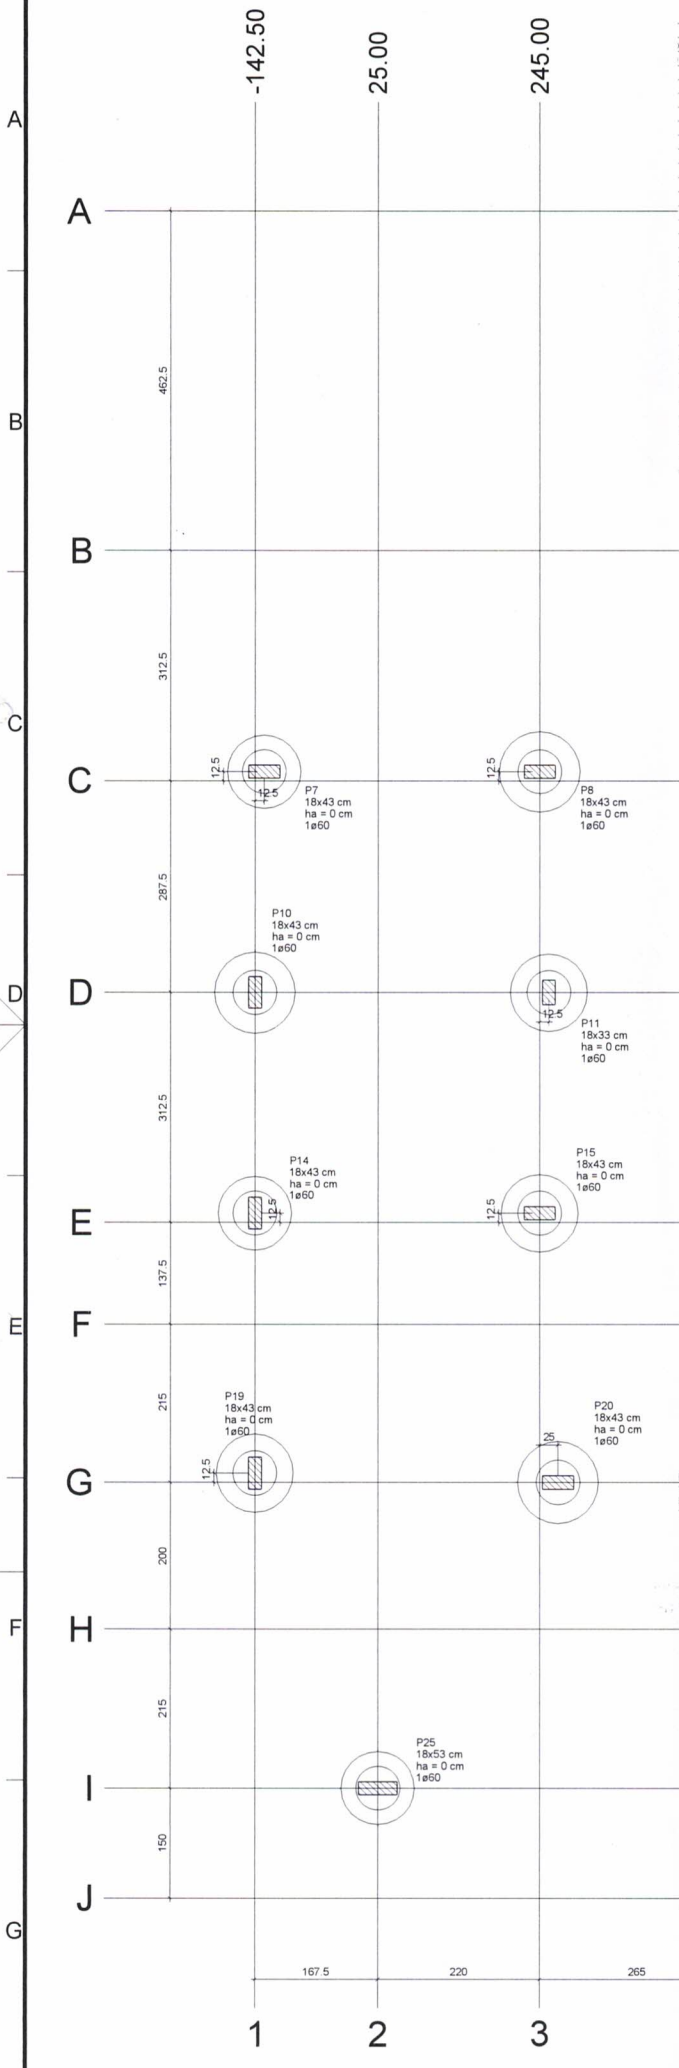 -142.50
25.00
245.00
A
A
462.5
B
B
312.5
C
C
12.5
12.5
P7
18x43 cm
ha = 0 cm
1ø60
12.5
P8
18x43 cm
ha = 0 cm
1ø60
287.5
P10
18x43 cm
ha = 0 cm
1ø60
D
D
12.5
P11
18x33 cm
ha = 0 cm
1ø60
312.5
P14
18x43 cm
ha = 0 cm
1ø60
12.5
P15
18x43 cm
ha = 0 cm
1ø60
12.5
E
137.5
E
F
215
P19
18x43 cm
ha = 0 cm
1ø60
12.5
P20
18x43 cm
ha = 0 cm
1ø60
25
G
200
F
H
215
P25
18x53 cm
ha = 0 cm
1ø60
I
150
J
G
167.5
220
265
1
2
3